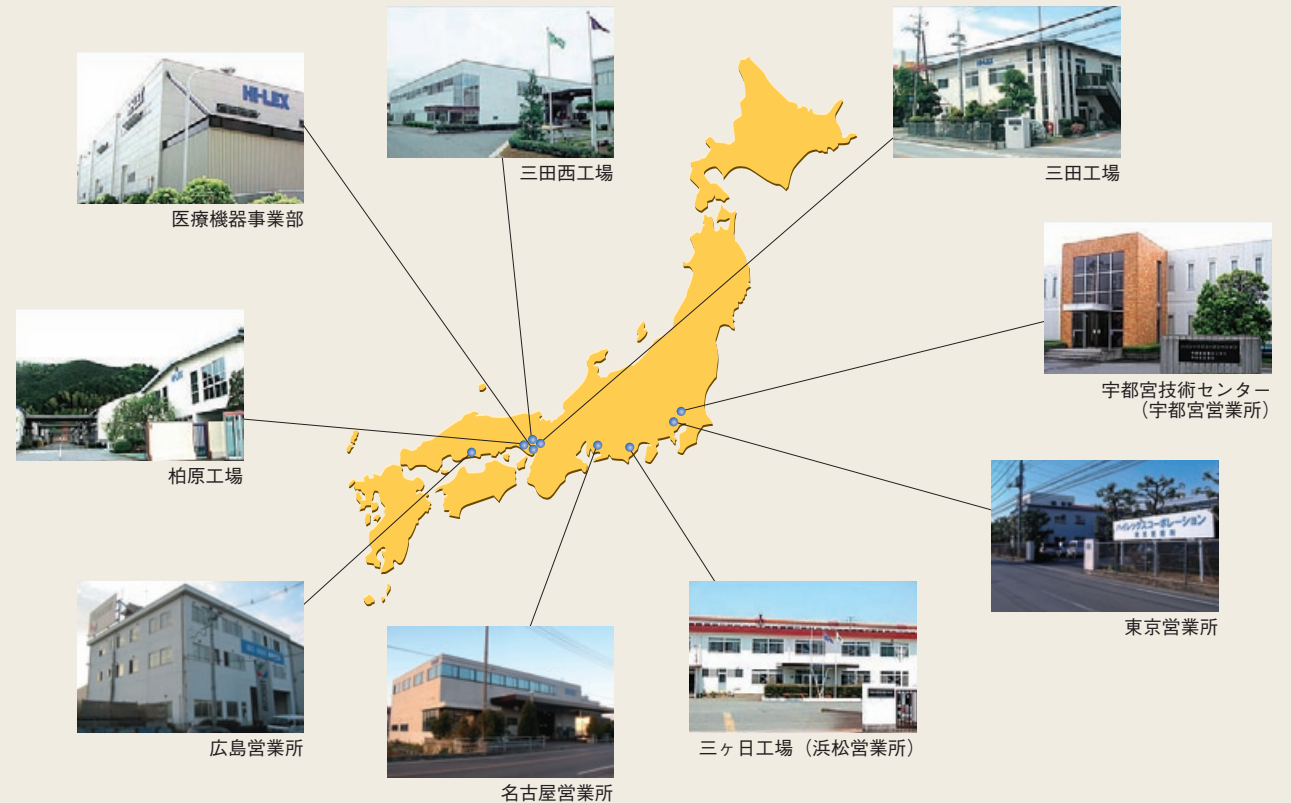 HI-LEX
医療機器事業部
三田西工場
HI-LEX
三田工場
宇都宮技術センター
（宇都宮営業所）
HI-LEX
柏原工場
ハイレックスコーポレーション
東京営業所
広島営業所
名古屋営業所
三ヶ日工場（浜松営業所）